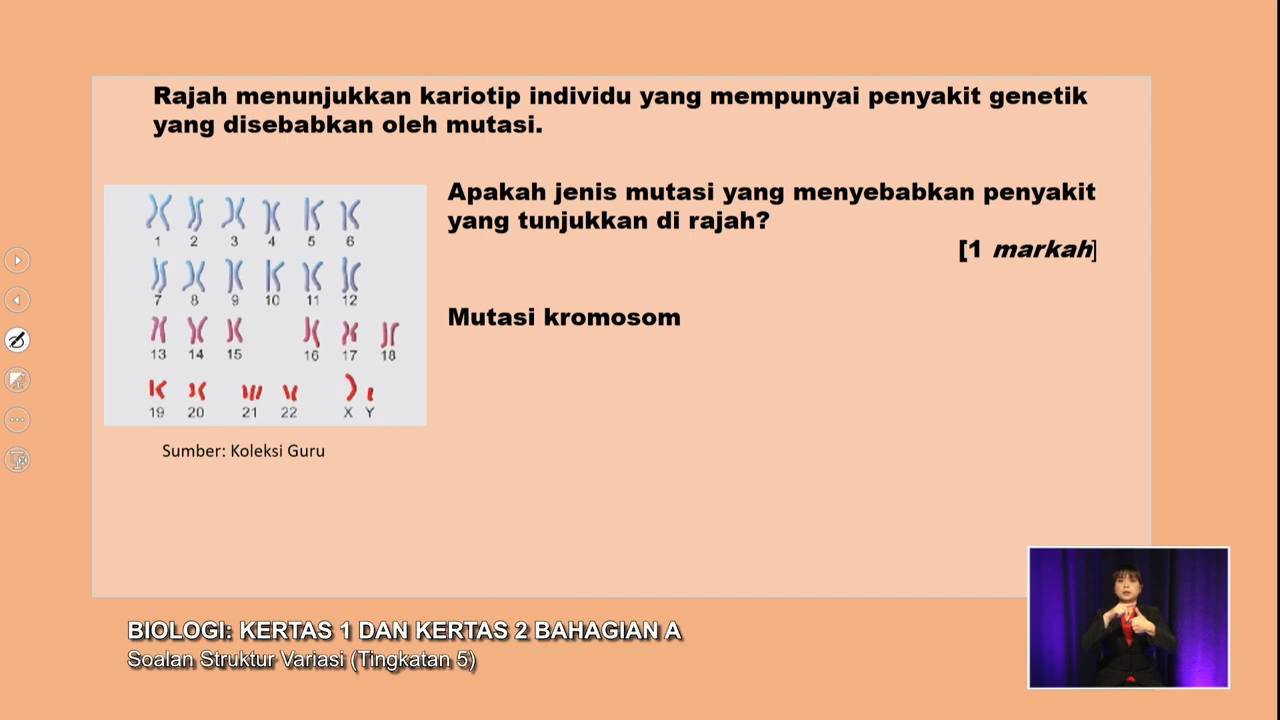 Rajah menunjukkan kariotip individu yang mempunyai penyakit genetik
yang disebabkan oleh mutasi.
Apakah jenis mutasi yang menyebabkan penyakit
yang tunjukkan di rajah?
[1 markah]
Mutasi kromosom
1 2 3 4 5 6
7 8 9 10 11 12
13 14 15 16 17 18
19 20 21 22 X Y
Sumber: Koleksi Guru
BIOLOGI: KERTAS 1 DAN KERTAS 2 BAHAGIAN A
Soalan Struktur Variasi (Tingkatan 5)